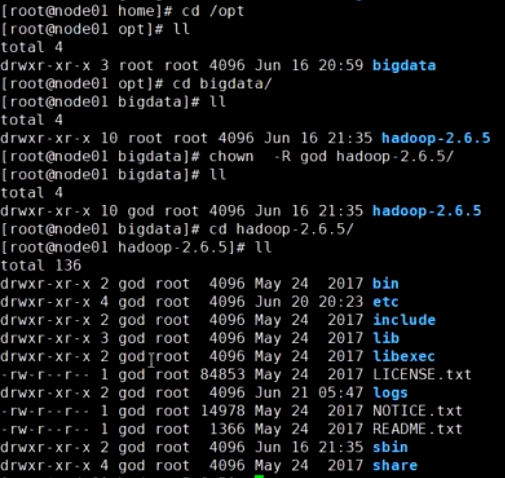 [root@node01 home]# cd /opt
[root@node01 opt]# ll
total 4
drwxr-xr-x 3 root root 4096 Jun 16 20:59 bigdata
[root@node01 opt]# cd bigdata/
[root@node01 bigdata]# ll
total 4
drwxr-xr-x 10 root root 4096 Jun 16 21:35 hadoop-2.6.5
[root@node01 bigdata]# chown  -R god hadoop-2.6.5/
[root@node01 bigdata]# ll
total 4
drwxr-xr-x 10 god root 4096 Jun 16 21:35 hadoop-2.6.5
[root@node01 bigdata]# cd hadoop-2.6.5/
[root@node01 hadoop-2.6.5]# ll
total 136
drwxr-xr-x 2 god root  4096 May 24  2017 bin
drwxr-xr-x 4 god root  4096 Jun 20 20:23 etc
drwxr-xr-x 2 god root  4096 May 24  2017 include
drwxr-xr-x 3 god root  4096 May 24  2017 lib
drwxr-xr-x 2 god root  4096 May 24  2017 libexec
-rw-r--r-- 1 god root 84853 May 24  2017 LICENSE.txt
drwxr-xr-x 2 god root  4096 Jun 21 05:47 logs
-rw-r--r-- 1 god root 14978 May 24  2017 NOTICE.txt
-rw-r--r-- 1 god root  1366 May 24  2017 README.txt
drwxr-xr-x 2 god root  4096 Jun 16 21:35 sbin
drwxr-xr-x 4 god root  4096 May 24  2017 share